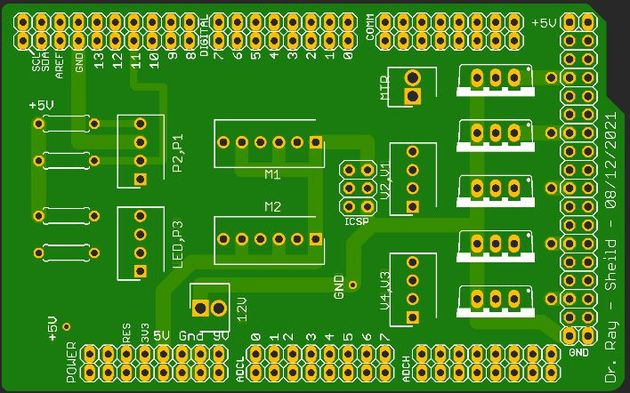 COMM
+5V
DIGITAL
SCL
SDA
AREF
GND
13
12
11
10
9
8
7
6
5
4
3
2
1
0
+5V
MTR
P2,P1
M1
V2,V1
ICSP
LED,P3
M2
GND
V4,V3
12V
+5V
RES
3V3
5V
Gnd
9V
POWER
ADCL
0
1
2
3
4
5
6
7
ADCH
GND
Dr. Ray - Sheild - 08/12/2021